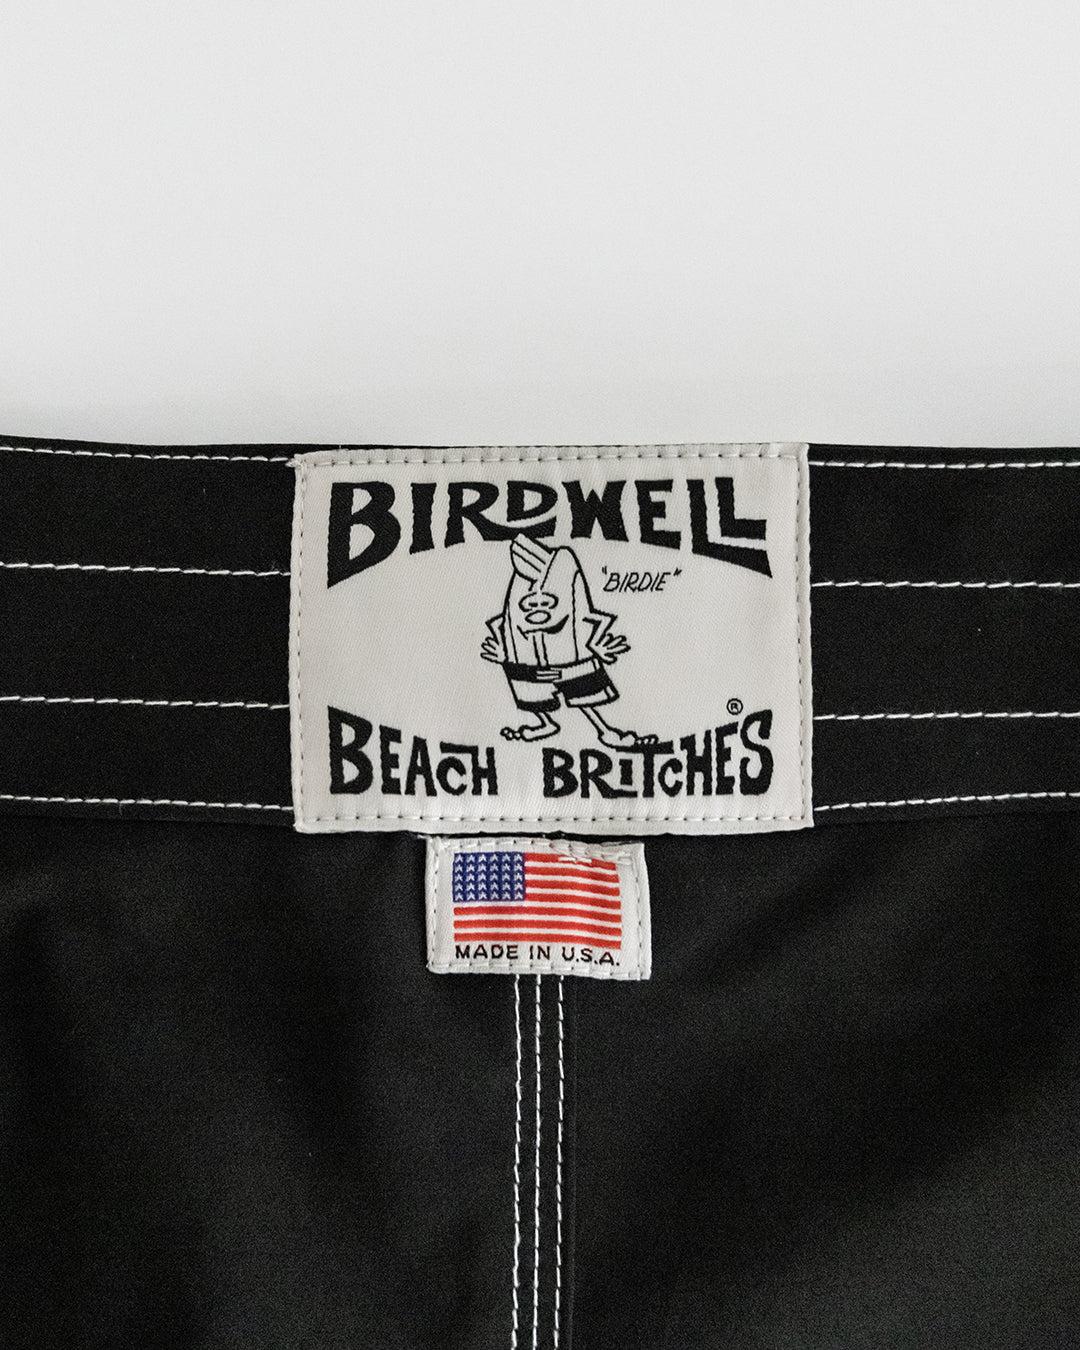 BIRDWELL
"BIRDIE"
®
BEACH BRITCHES
MADE IN U.S.A.